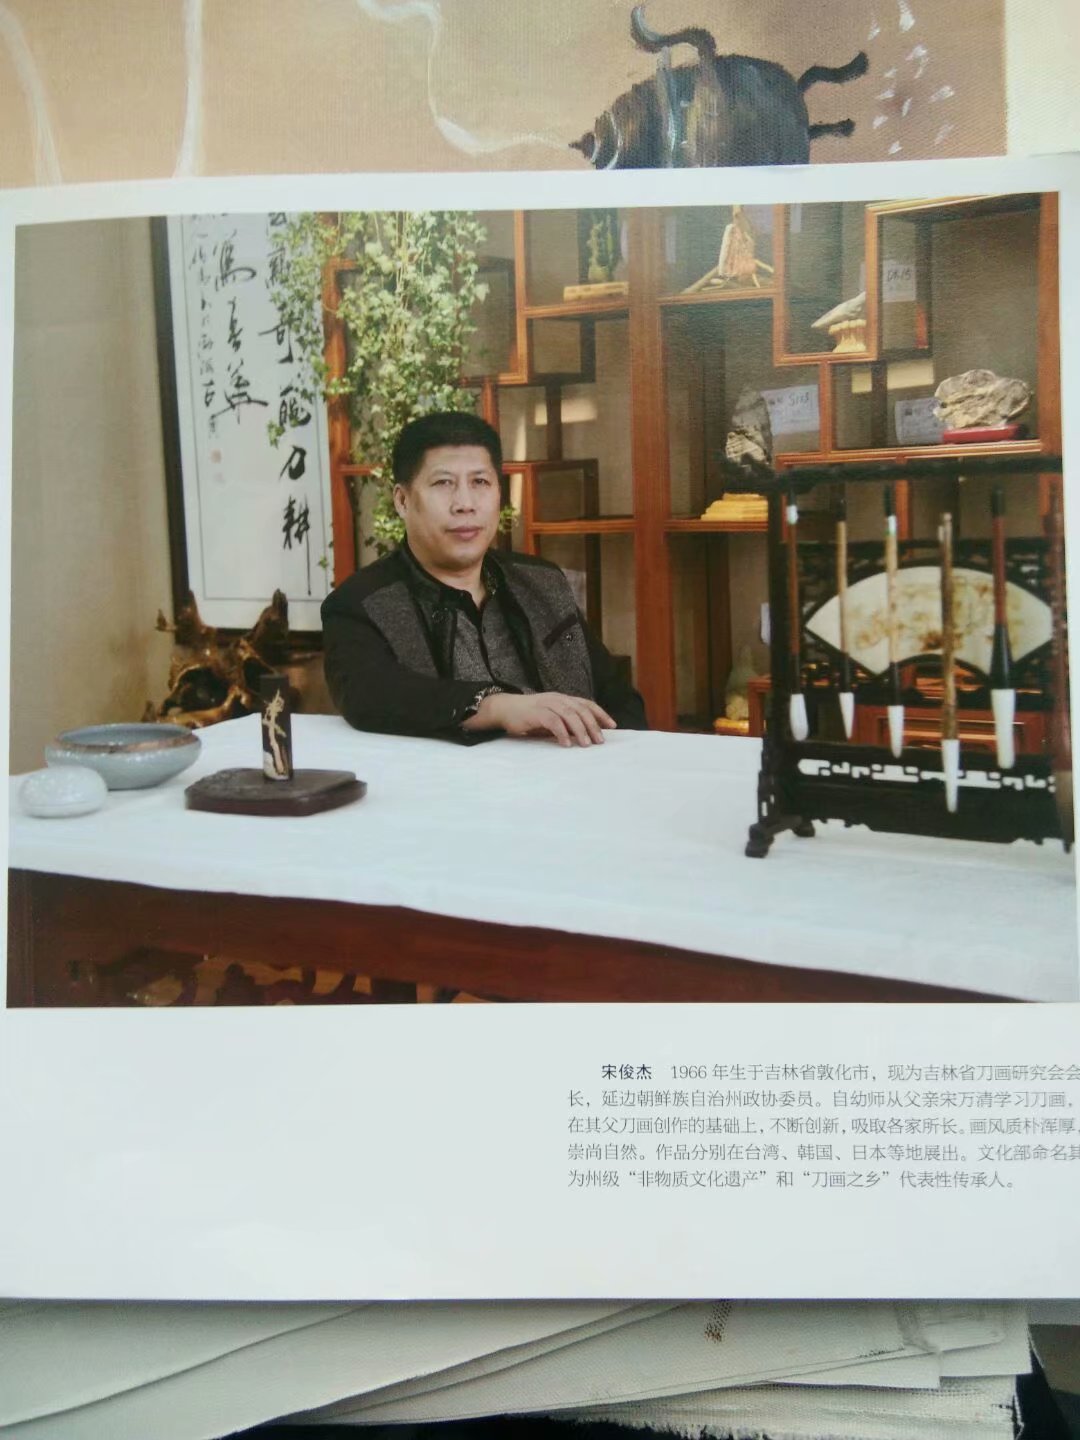 能刀耕
宋俊杰 1966 年生于吉林省敦化市，现为吉林省刀画研究会会
长，延边朝鲜族自治州政协委员。自幼师从父亲宋万清学习刀画，
在其父刀画创作的基础上，不断创新，吸取各家所长。画风质朴浑厚，
崇尚自然。作品分别在台湾、韩国、日本等地展出。文化部命名其
为州级“非物质文化遗产”和“刀画之乡”代表性传承人。